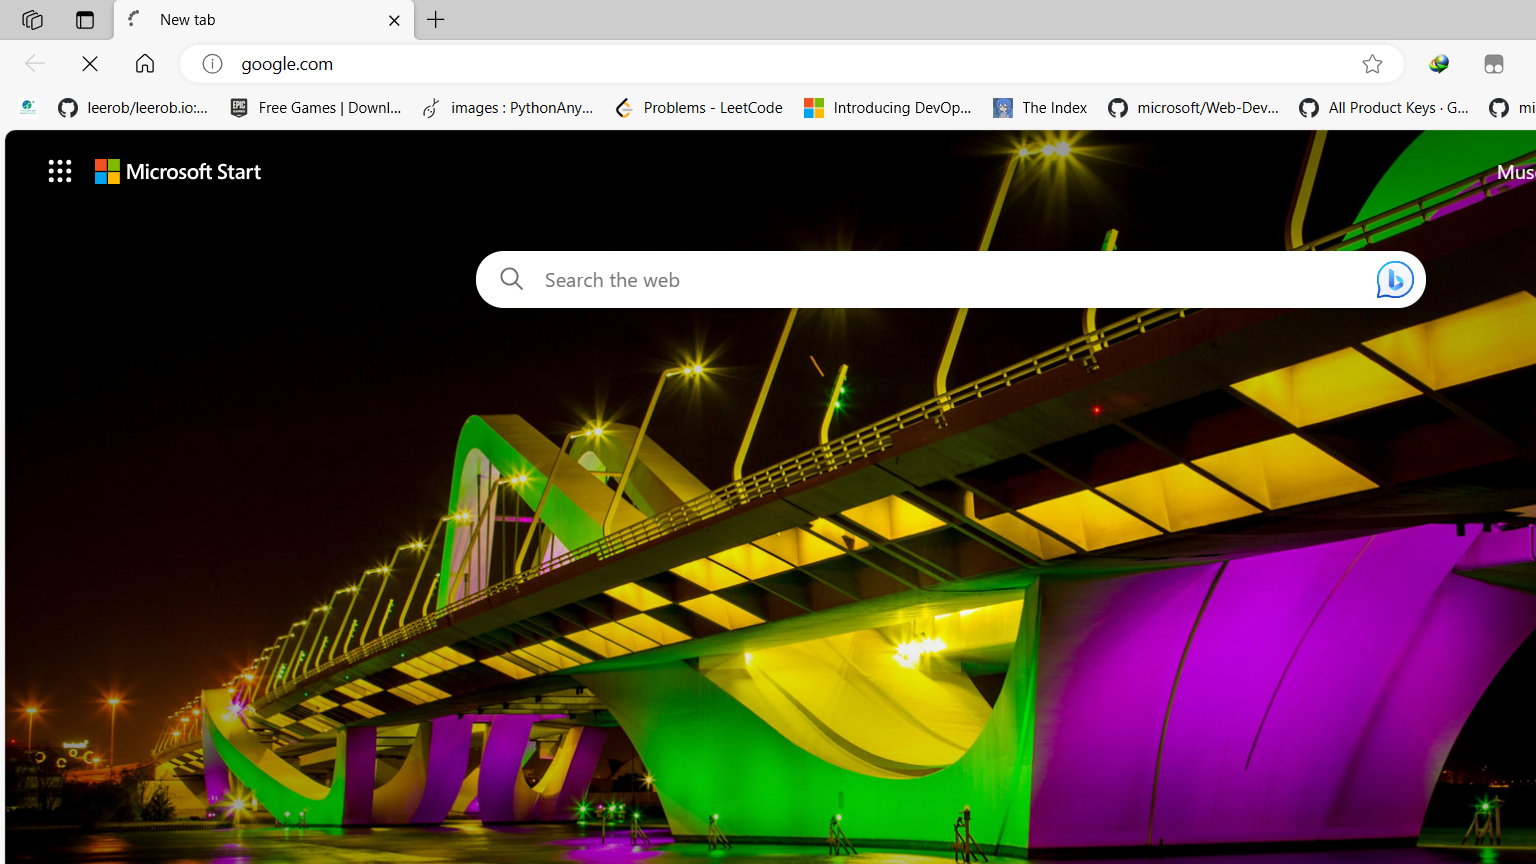 New tab
google.com
leerob/leerob.io:...
Free Games | Downl...
images : PythonAny...
Problems - LeetCode
Introducing DevOp...
The Index
microsoft/Web-Dev...
All Product Keys · G...
mi
Microsoft Start
Muse
Search the web